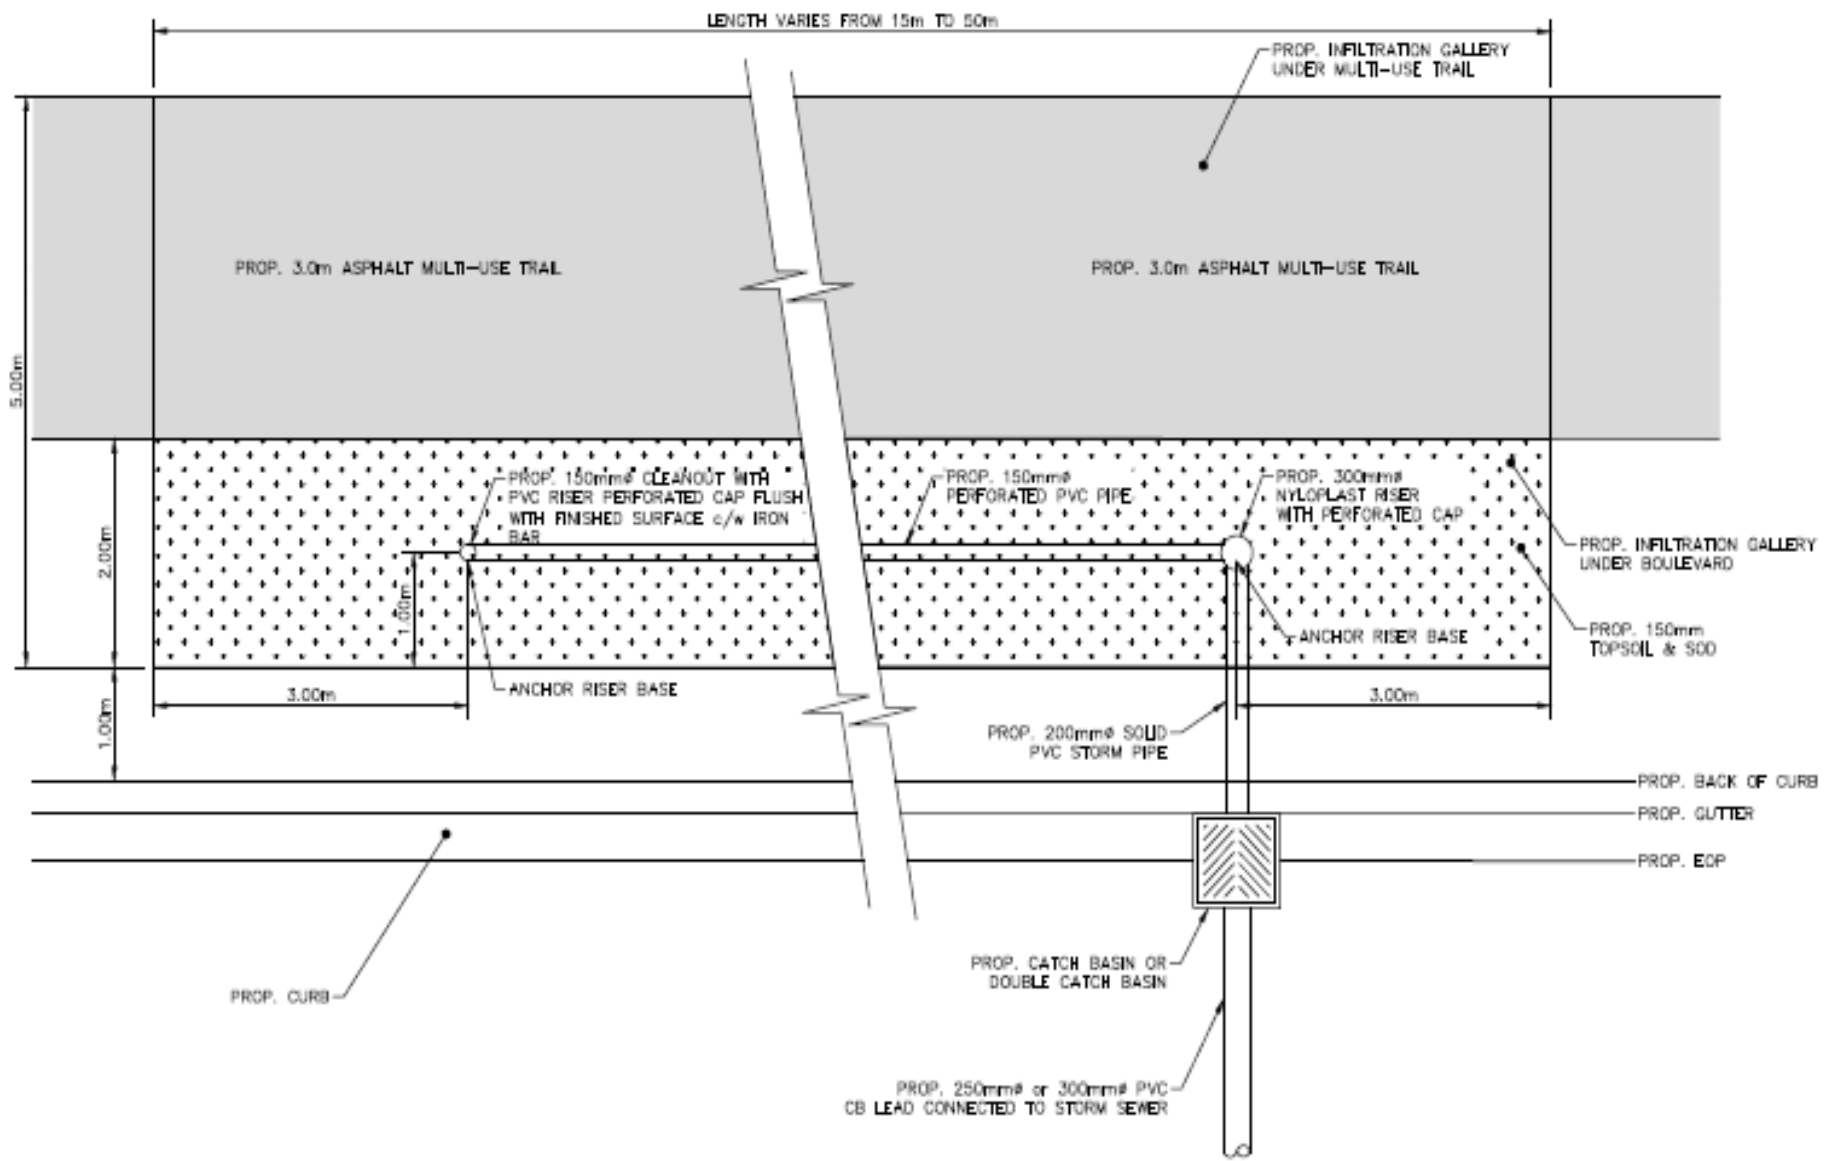 LENGTH VARIES FROM 15m TO 50m
PROP. INFILTRATION GALLERY
UNDER MULTI-USE TRAIL
PROP. 3.0m ASPHALT MULTI-USE TRAIL
PROP. 3.0m ASPHALT MULTI-USE TRAIL
5.00m
2.00m
1.00m
1.00m
PROP. 150mmø CLEANOUT WITH
PVC RISER PERFORATED CAP FLUSH
WITH FINISHED SURFACE c/w IRON
BAR
PROP. 150mmø
PERFORATED PVC PIPE
PROP. 300mmø
NYLOPLAST RISER
WITH PERFORATED CAP
PROP. INFILTRATION GALLERY
UNDER BOULEVARD
ANCHOR RISER BASE
PROP. 150mm
TOPSOIL & SOD
3.00m
ANCHOR RISER BASE
3.00m
PROP. 200mmø SOLID
PVC STORM PIPE
PROP. BACK OF CURB
PROP. GUTTER
PROP. EOP
PROP. CATCH BASIN OR
DOUBLE CATCH BASIN
PROP. CURB
PROP. 250mmø or 300mmø PVC
CB LEAD CONNECTED TO STORM SEWER